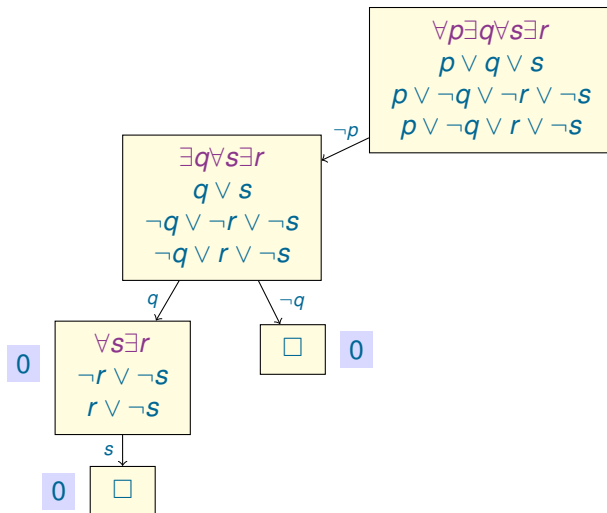 ∀p∃q∀s∃r
p ∨ q ∨ s
p ∨ ¬q ∨ ¬r ∨ ¬s
p ∨ ¬q ∨ r ∨ ¬s
¬p
∃q∀s∃r
q ∨ s
¬q ∨ ¬r ∨ ¬s
¬q ∨ r ∨ ¬s
q
¬q
∀s∃r
¬r ∨ ¬s
r ∨ ¬s
0
□
0
s
0
□